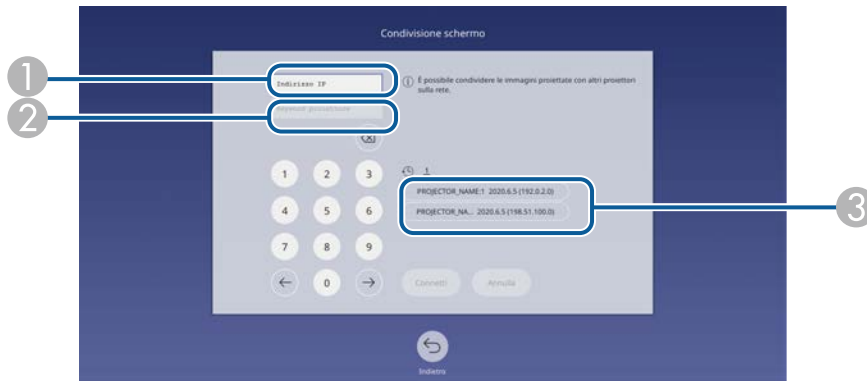 Condivisione schermo
1
Indirizzo IP
È possibile condividere le immagini proiettate con altri proiettori
sulla rete.
2
1 2 3
PROJECTOR_NAME:1 2020.6.5 (192.0.2.0)
3
4 5 6
PROJECTOR_NA... 2020.6.5 (198.51.100.0)
7 8 9
0
Connetti Annulla
Indietro